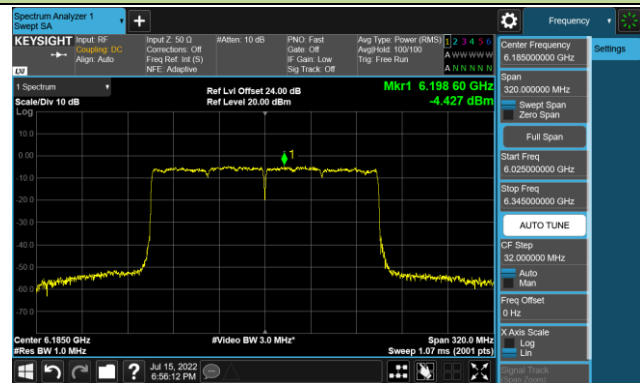 Spectrum Analyzer 1
Swept SA
Frequency
KEYSIGHT
Input: RF
Coupling: DC
Align: Auto
Input Z: 50 Ω
Corrections: Off
Freq Ref: Int (S)
NFE: Adaptive
#Atten: 10 dB
PNO: Fast
Gate: Off
IF Gain: Low
Sig Track: Off
Avg Type: Power (RMS)
Avg|Hold: 100/100
Trig: Free Run
1 2 3 4 5 6
A W W W W W
A N N N N N
LXI
1 Spectrum
Scale/Div 10 dB
Log
Ref Lvl Offset 24.00 dB
Ref Level 20.00 dBm
Mkr1 6.198 60 GHz
-4.427 dBm
1
10.0
0.00
-10.0
-20.0
-30.0
-40.0
-50.0
-60.0
-70.0
Center 6.1850 GHz
#Res BW 1.0 MHz
#Video BW 3.0 MHz*
Span 320.0 MHz
Sweep 1.07 ms (2001 pts)
Jul 15, 2022
6:56:12 PM
Center Frequency
6.185000000 GHz
Span
320.000000 MHz
Swept Span
Zero Span
Full Span
Start Freq
6.025000000 GHz
Stop Freq
6.345000000 GHz
AUTO TUNE
CF Step
32.000000 MHz
Auto
Man
Freq Offset
0 Hz
X Axis Scale
Log
Lin
Signal Track
(Span Zoom)
Settings